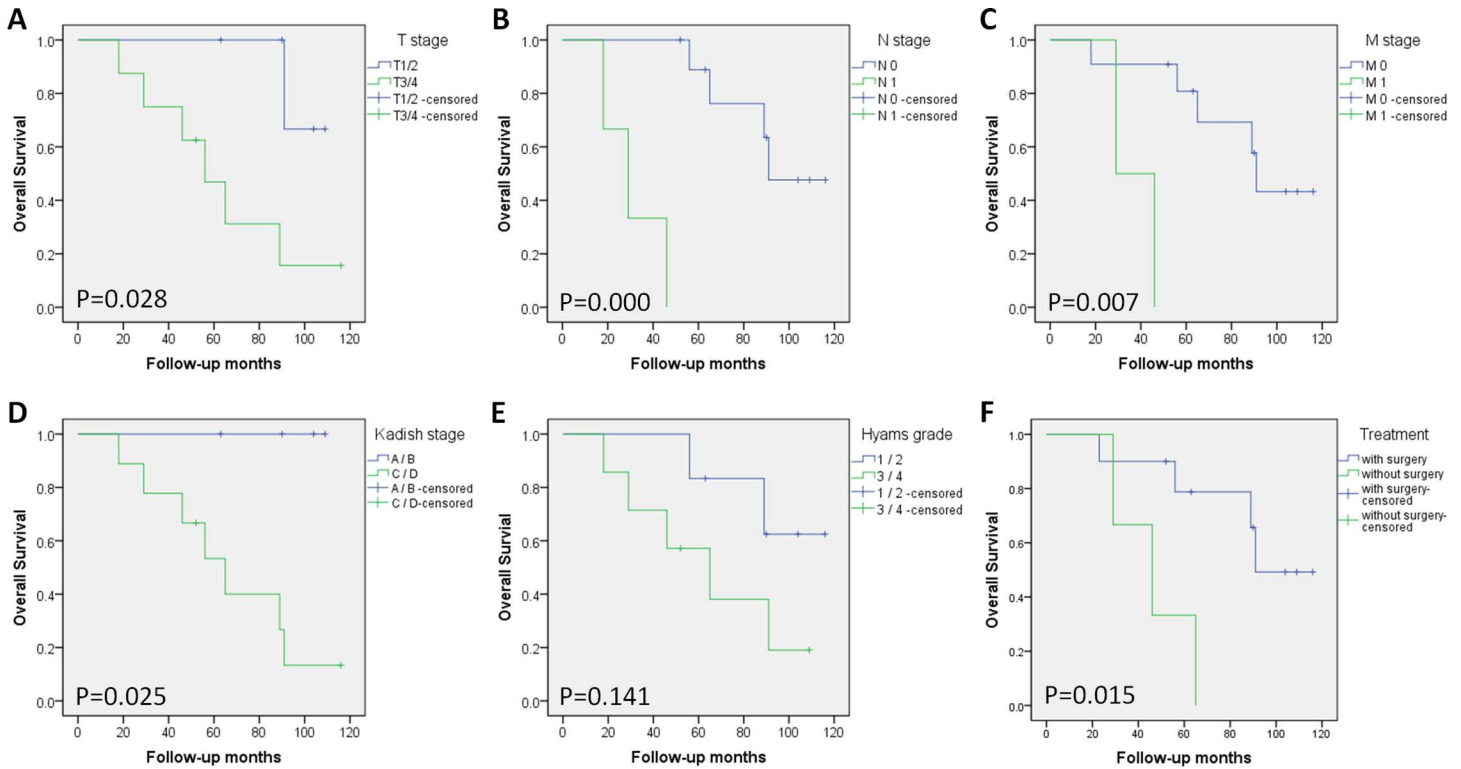 A
T stage
T1/2
T3/4
T1/2 -censored
T3/4 -censored
1.0
0.8
0.6
0.4
0.2
0.0
Overall Survival
P=0.028
0 20 40 60 80 100 120
Follow-up months
B
N stage
N 0
N 1
N 0 -censored
N 1 -censored
1.0
0.8
0.6
0.4
0.2
0.0
Overall Survival
P=0.000
0 20 40 60 80 100 120
Follow-up months
C
M stage
M 0
M 1
M 0 -censored
M 1 -censored
1.0
0.8
0.6
0.4
0.2
0.0
Overall Survival
P=0.007
0 20 40 60 80 100 120
Follow-up months
D
Kadish stage
A / B
C / D
A / B -censored
C / D-censored
1.0
0.8
0.6
0.4
0.2
0.0
Overall Survival
P=0.025
0 20 40 60 80 100 120
Follow-up months
E
Hyams grade
1 / 2
3 / 4
1 / 2 -censored
3 / 4 -censored
1.0
0.8
0.6
0.4
0.2
0.0
Overall Survival
P=0.141
0 20 40 60 80 100 120
Follow-up months
F
Treatment
with surgery
without surgery
with surgery-
censored
without surgery-
censored
1.0
0.8
0.6
0.4
0.2
0.0
Overall Survival
P=0.015
0 20 40 60 80 100 120
Follow-up months